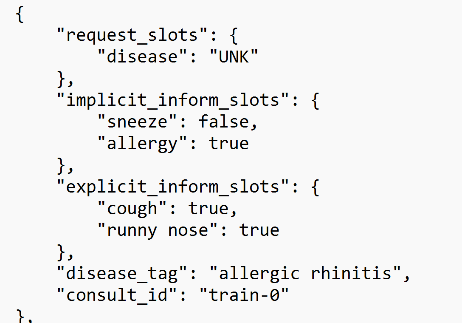 {
    "request_slots": {
        "disease": "UNK"
    },
    "implicit_inform_slots": {
        "sneeze": false,
        "allergy": true
    },
    "explicit_inform_slots": {
        "cough": true,
        "runny nose": true
    },
    "disease_tag": "allergic rhinitis",
    "consult_id": "train-0"
},